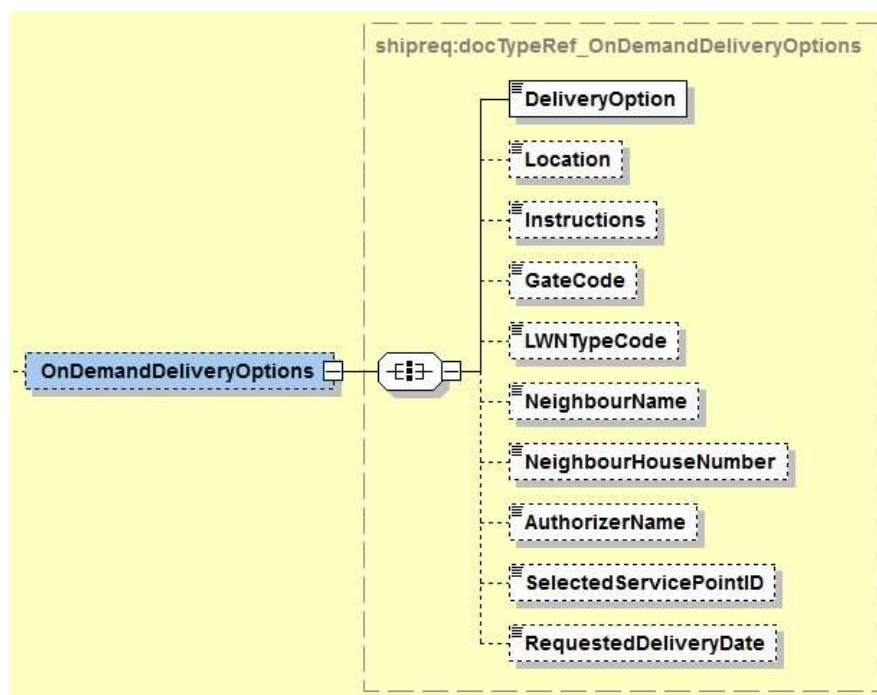 shipreq:docTypeRef_OnDemandDeliveryOptions
DeliveryOption
Location
Instructions
GateCode
LWNTypeCode
OnDemandDeliveryOptions
NeighbourName
NeighbourHouseNumber
AuthorizerName
SelectedServicePointID
RequestedDeliveryDate